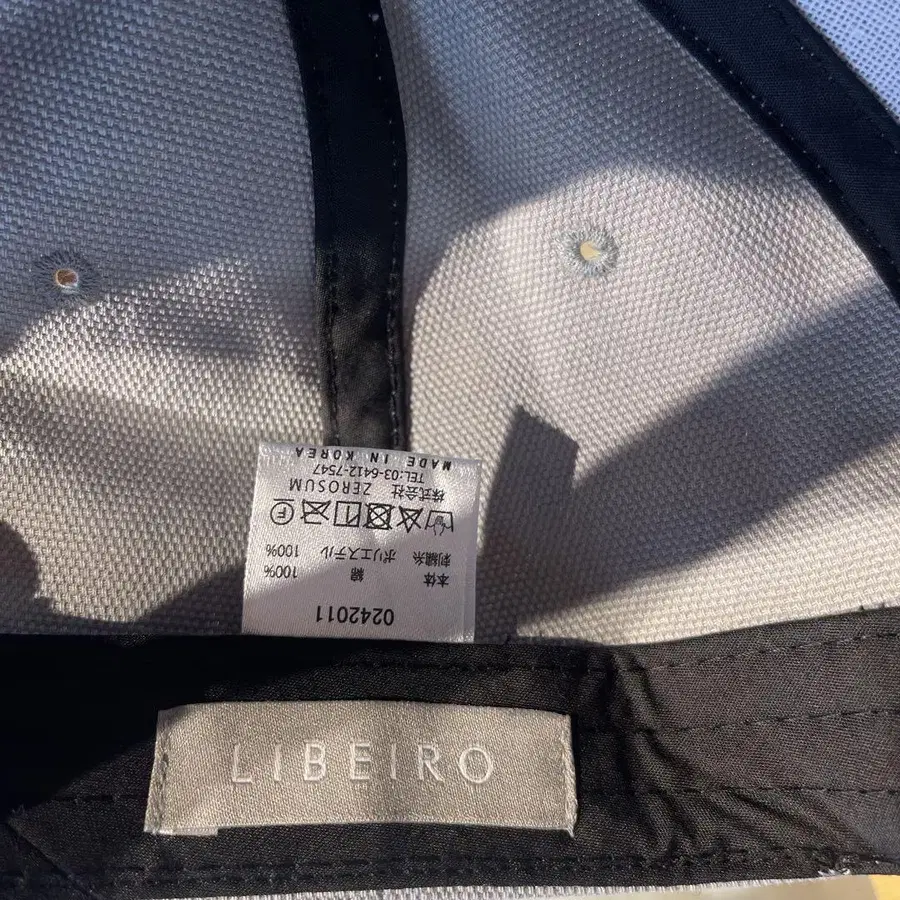 0242011
本体 綿 100%
刺繍糸 ポリエステル 100%
株式会社 ZEROSUM
TEL:03-6412-7547
MADE IN KOREA
LIBEIRO